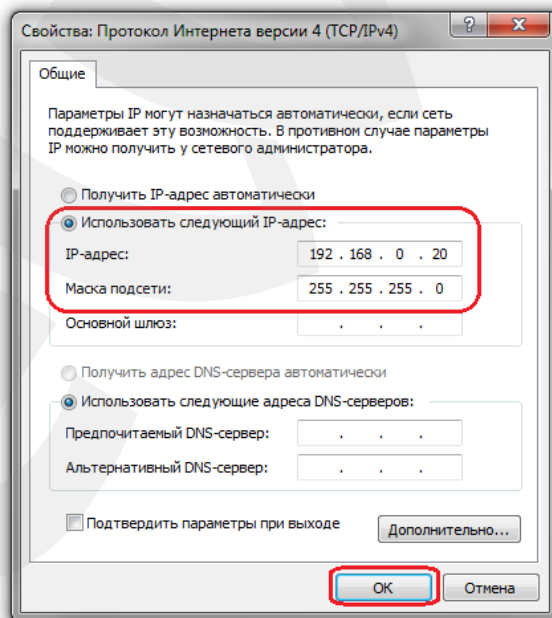 Свойства: Протокол Интернета версии 4 (TCP/IPv4)
Общие
Параметры IP могут назначаться автоматически, если сеть
поддерживает эту возможность. В противном случае параметры
IP можно получить у сетевого администратора.
Получить IP-адрес автоматически
Использовать следующий IP-адрес:
IP-адрес: 192 . 168 . 0 . 20
Маска подсети: 255 . 255 . 255 . 0
Основной шлюз: . . .
Получить адрес DNS-сервера автоматически
Использовать следующие адреса DNS-серверов:
Предпочитаемый DNS-сервер: . . .
Альтернативный DNS-сервер: . . .
Подтвердить параметры при выходе
Дополнительно...
ОК
Отмена